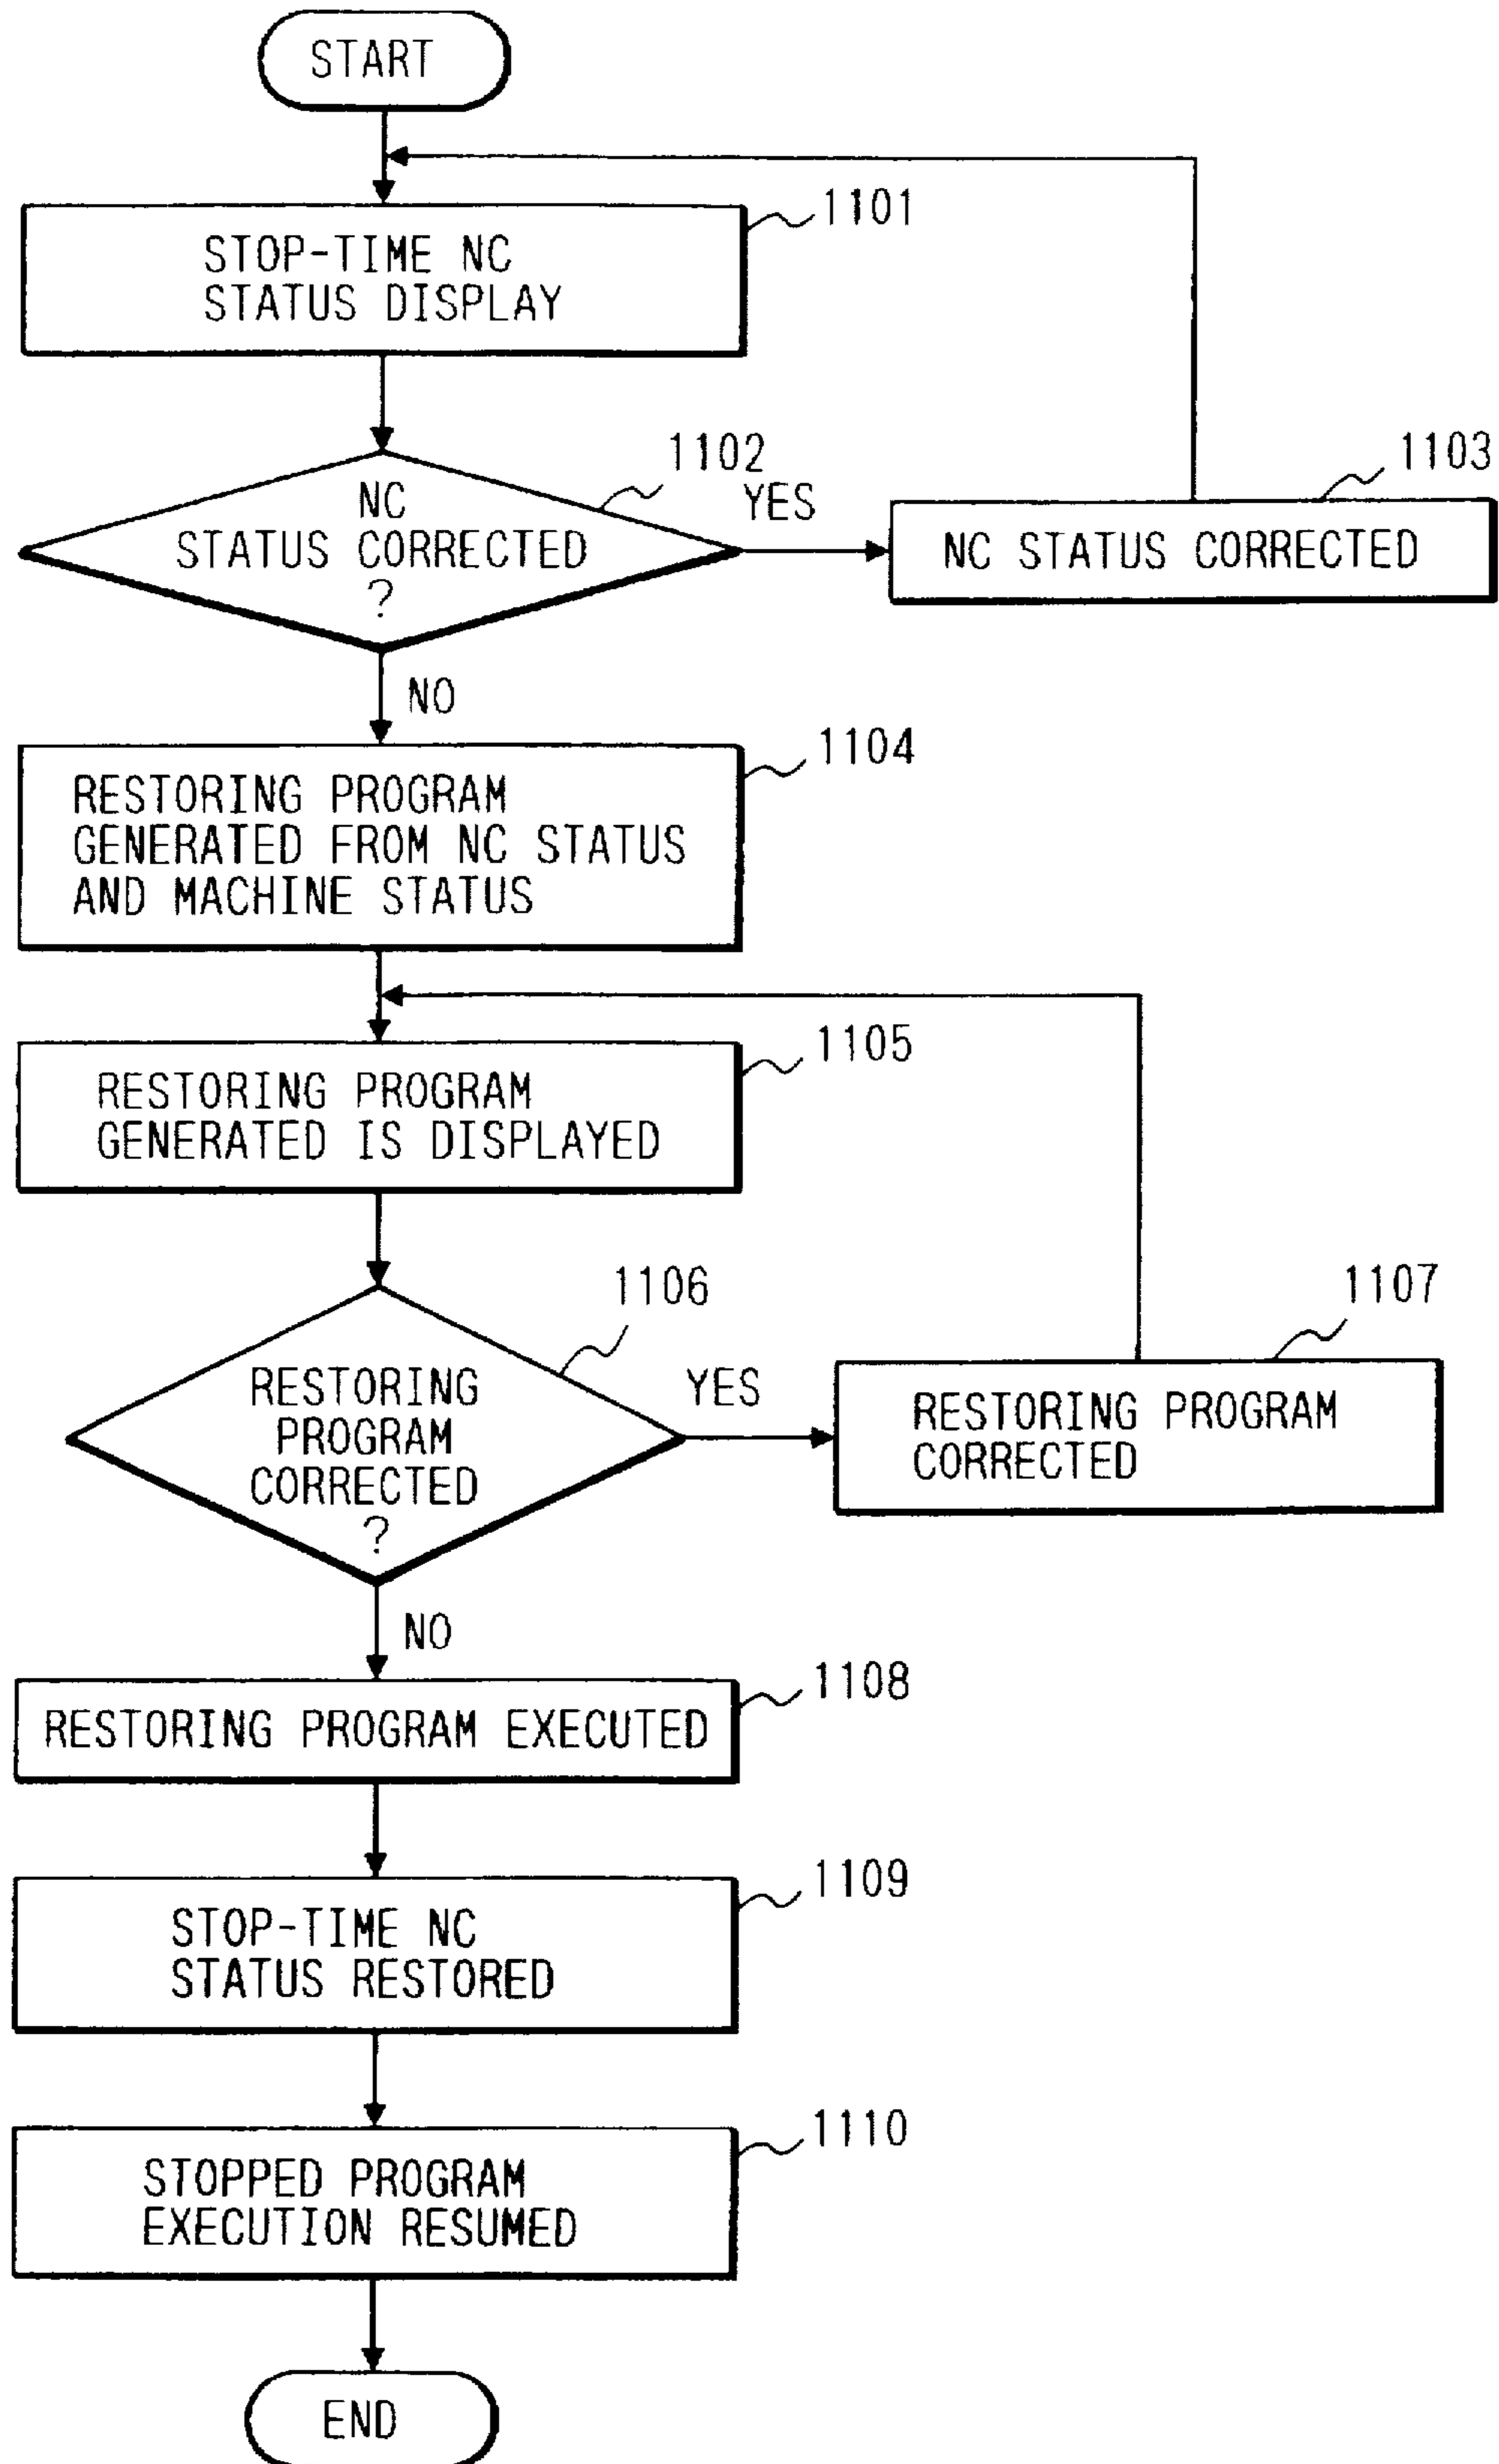 START
1101
STOP-TIME NC
STATUS DISPLAY
1102
NC
STATUS CORRECTED
?
YES
1103
NC STATUS CORRECTED
NO
1104
RESTORING PROGRAM
GENERATED FROM NC STATUS
AND MACHINE STATUS
1105
RESTORING PROGRAM
GENERATED IS DISPLAYED
1106
RESTORING
PROGRAM
CORRECTED
?
YES
1107
RESTORING PROGRAM
CORRECTED
NO
1108
RESTORING PROGRAM EXECUTED
1109
STOP-TIME NC
STATUS RESTORED
1110
STOPPED PROGRAM
EXECUTION RESUMED
END